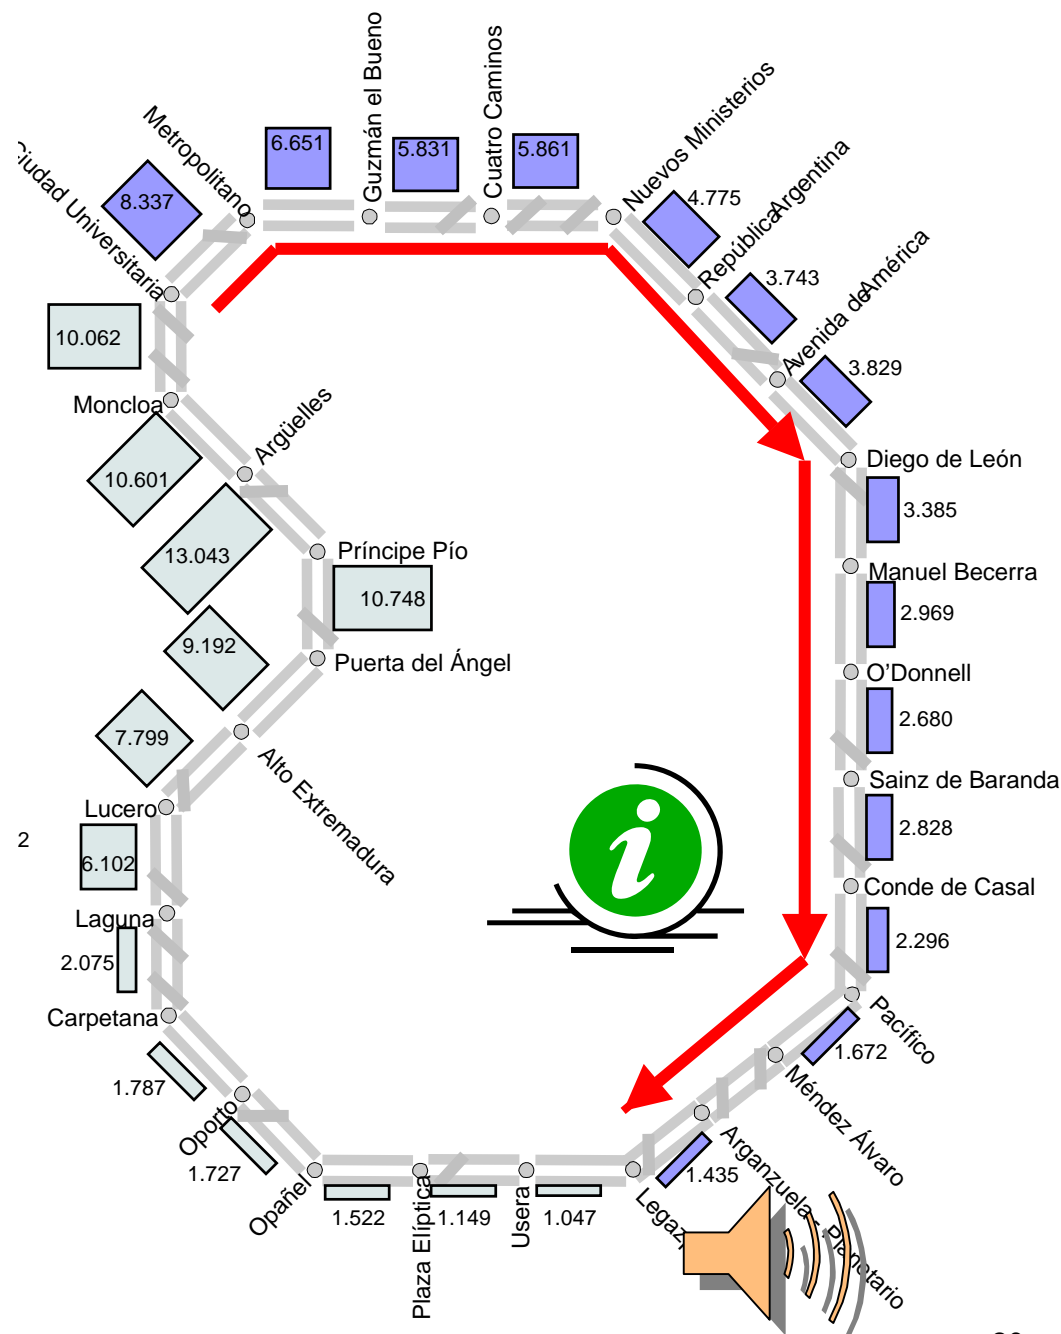 Metropolitano
6.651
Guzmán el Bueno
5.831
Cuatro Caminos
5.861
Nuevos Ministerios
4.775
República Argentina
3.743
Avenida de América
3.829
Diego de León
3.385
Manuel Becerra
2.969
O'Donnell
2.680
Sainz de Baranda
2.828
Conde de Casal
2.296
Pacífico
1.672
Méndez Álvaro
Arganzuela - Planetario
1.435
1.047
Usera
1.149
Plaza Elíptica
1.522
Opañel
1.727
Oporto
1.787
Carpetana
2.075
Laguna
6.102
2
Lucero
7.799
Alto Extremadura
9.192
Puerta del Ángel
10.748
Príncipe Pío
13.043
Argüelles
10.601
Moncloa
10.062
8.337
i